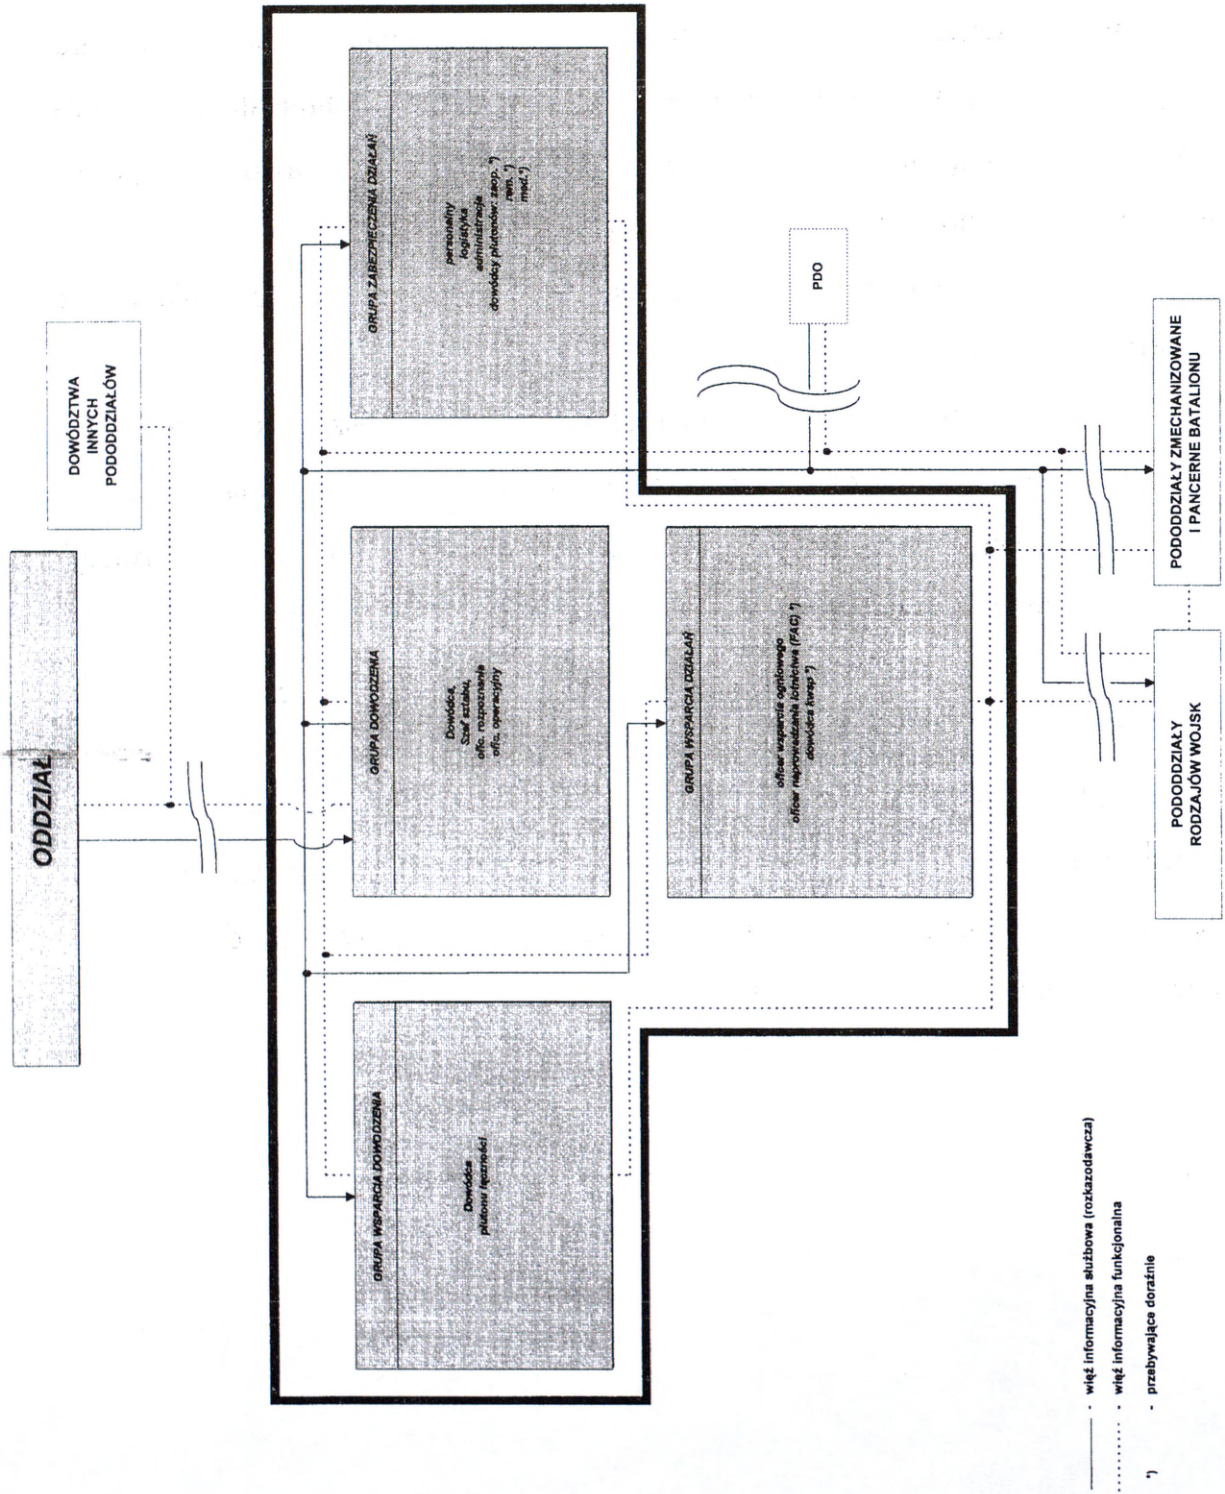 ODDZIAŁ
DOWÓDZTWA
INNYCH
PODODDZIAŁÓW
GRUPA WSPARCIA DOWODZENIA
Dowódca
plutonu łączności
GRUPA DOWODZENIA
Dowódca,
Szef sztabu,
ofic. rozpoznania
ofic. operacyjny
GRUPA ZABEZPIECZENIA DZIAŁAŃ
personalny
logistyka
administracja
dowódcy plutonów: zaop. *)
rem. *)
med.*)
GRUPA WSPARCIA DZIAŁAŃ
oficer wsparcia ogniowego
oficer naprowadzania lotnictwa (FAC) *)
dowódca kwsp *)
PDO
PODODDZIAŁY
RODZAJÓW WOJSK
PODODDZIAŁY ZMECHANIZOWANE
I PANCERNE BATALIONU
- więź informacyjna służbowa (rozkazodawcza)
- więź informacyjna funkcjonalna
*) - przebywające doraźnie